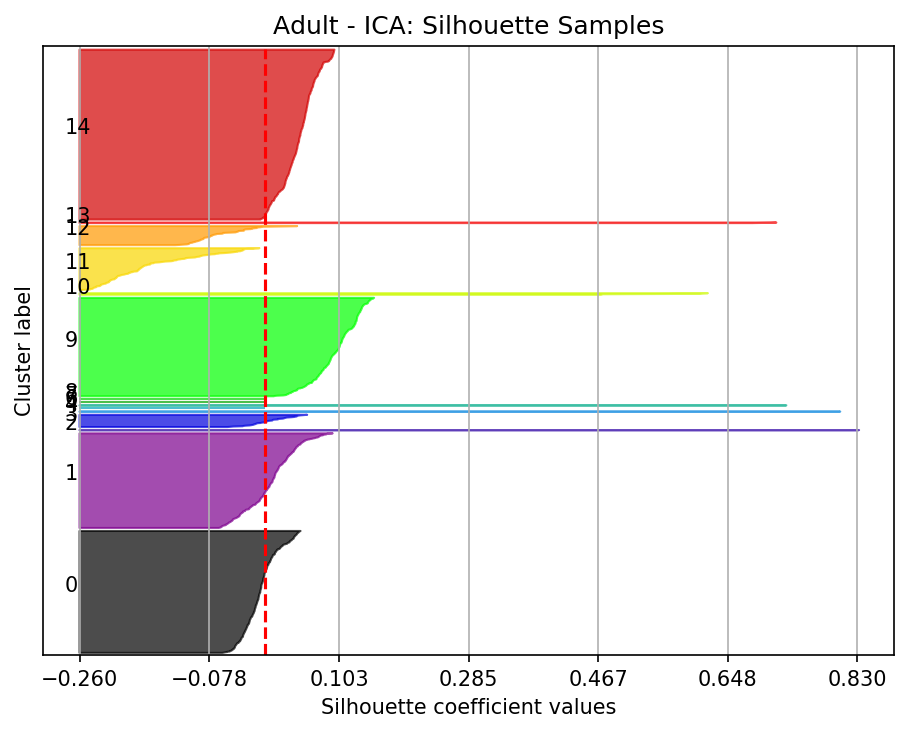 Adult - ICA: Silhouette Samples
Cluster label
14
13
12
11
10
9
8
2
1
0
−0.260 −0.078 0.103 0.285 0.467 0.648 0.830
Silhouette coefficient values